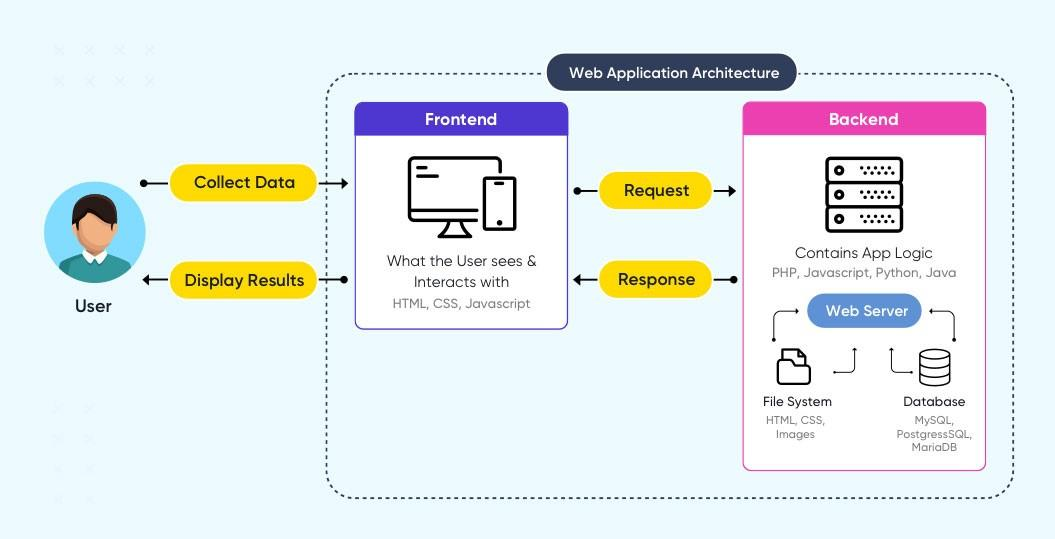 Web Application Architecture
Frontend
Backend
Collect Data
Request
Display Results
Response
User
What the User sees &
Interacts with
HTML, CSS, Javascript
Contains App Logic
PHP, Javascript, Python, Java
Web Server
File System
HTML, CSS,
Images
Database
MySQL,
PostgressSQL,
MariaDB